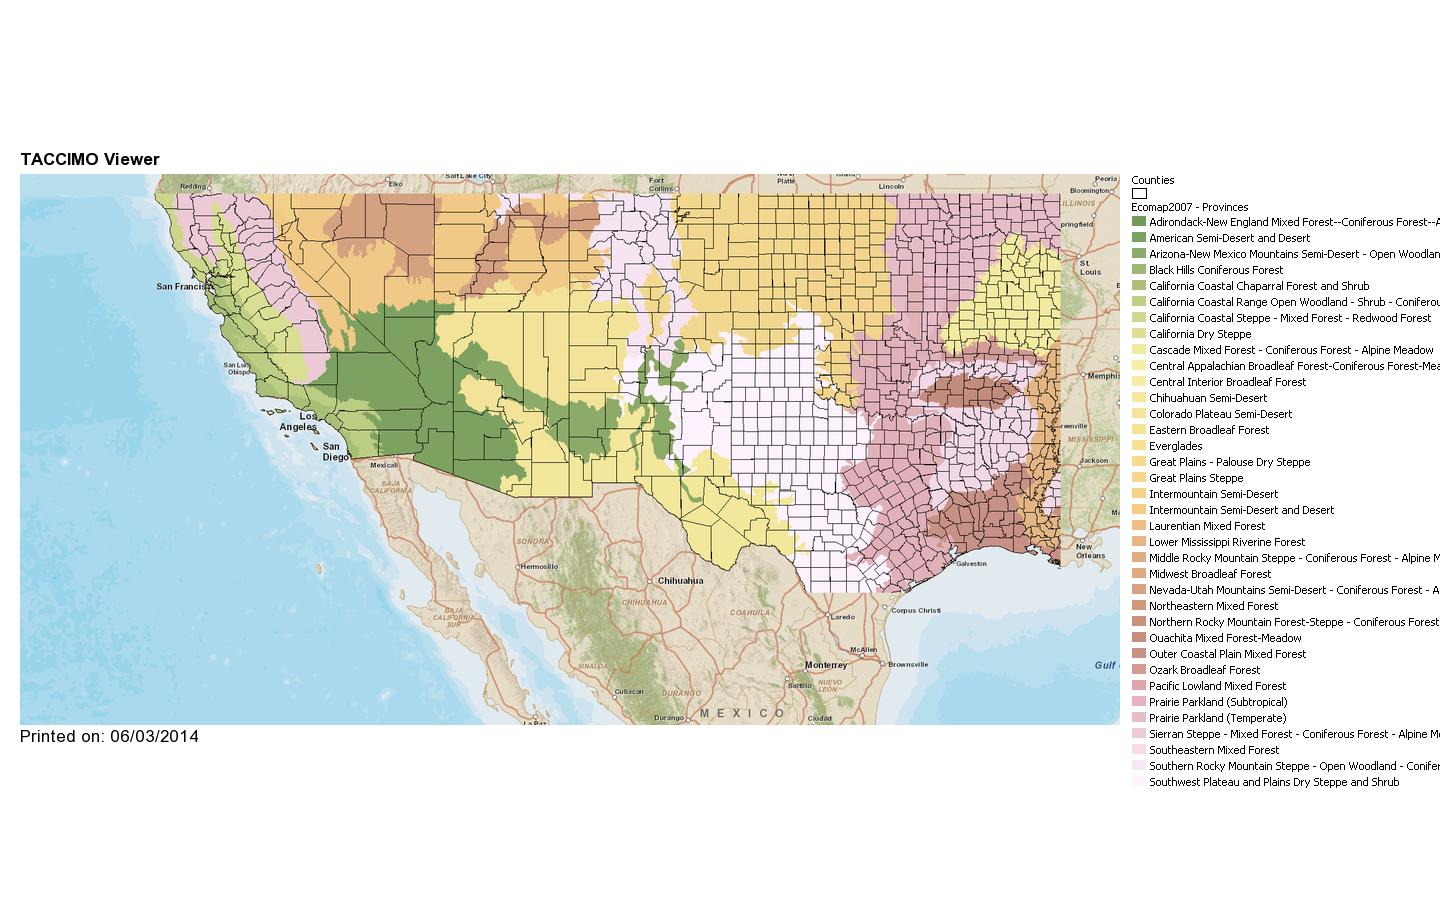 TACCIMO Viewer
Redding
Elko
Salt Lake City
Fort
Collins
Platte
Lincoln
Peoria
Bloomington
ILLINOIS
pringfield
St.
Louis
San Francis
San Luis
Obispo
Los
Angeles
San
Diego
Mexicali
BAJA
CALIFORNIA
Memphis
reenville
MISSISSIPPI
Jackson
New
Orleans
Galveston
SONORA
Hermosillo
Chihuahua
CHIHUAHUA
COAHUILA
BAJA
CALIFORNIA
SUR
Laredo
Corpus Christi
McAllen
Brownsville
Gulf
SINALOA
Culiacan
DURANGO
Monterrey
Saltillo
NUEVO
LEON
MEXICO
Durango
Ciudad
La Paz
Printed on: 06/03/2014
Counties
Ecomap2007 - Provinces
Adirondack-New England Mixed Forest--Coniferous Forest--A
American Semi-Desert and Desert
Arizona-New Mexico Mountains Semi-Desert - Open Woodlan
Black Hills Coniferous Forest
California Coastal Chaparral Forest and Shrub
California Coastal Range Open Woodland - Shrub - Coniferou
California Coastal Steppe - Mixed Forest - Redwood Forest
California Dry Steppe
Cascade Mixed Forest - Coniferous Forest - Alpine Meadow
Central Appalachian Broadleaf Forest-Coniferous Forest-Mea
Central Interior Broadleaf Forest
Chihuahuan Semi-Desert
Colorado Plateau Semi-Desert
Eastern Broadleaf Forest
Everglades
Great Plains - Palouse Dry Steppe
Great Plains Steppe
Intermountain Semi-Desert
Intermountain Semi-Desert and Desert
Laurentian Mixed Forest
Lower Mississippi Riverine Forest
Middle Rocky Mountain Steppe - Coniferous Forest - Alpine M
Midwest Broadleaf Forest
Nevada-Utah Mountains Semi-Desert - Coniferous Forest - A
Northeastern Mixed Forest
Northern Rocky Mountain Forest-Steppe - Coniferous Forest
Ouachita Mixed Forest-Meadow
Outer Coastal Plain Mixed Forest
Ozark Broadleaf Forest
Pacific Lowland Mixed Forest
Prairie Parkland (Subtropical)
Prairie Parkland (Temperate)
Sierran Steppe - Mixed Forest - Coniferous Forest - Alpine Me
Southeastern Mixed Forest
Southern Rocky Mountain Steppe - Open Woodland - Conifer
Southwest Plateau and Plains Dry Steppe and Shrub